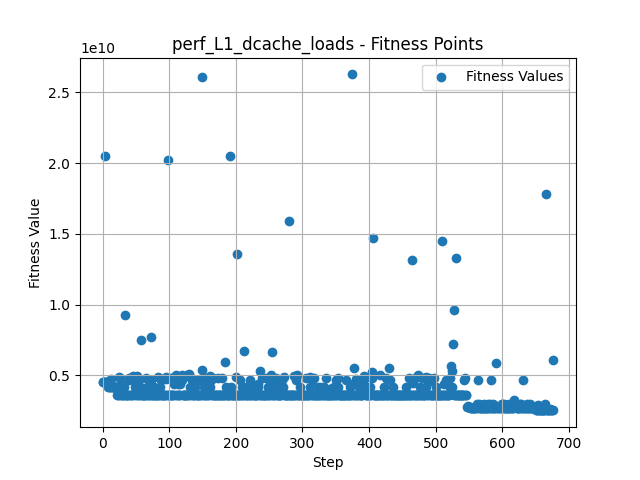 perf_L1_dcache_loads - Fitness Points
1e10
Fitness Values
2.5
2.0
1.5
1.0
0.5
Fitness Value
0 100 200 300 400 500 600 700
Step